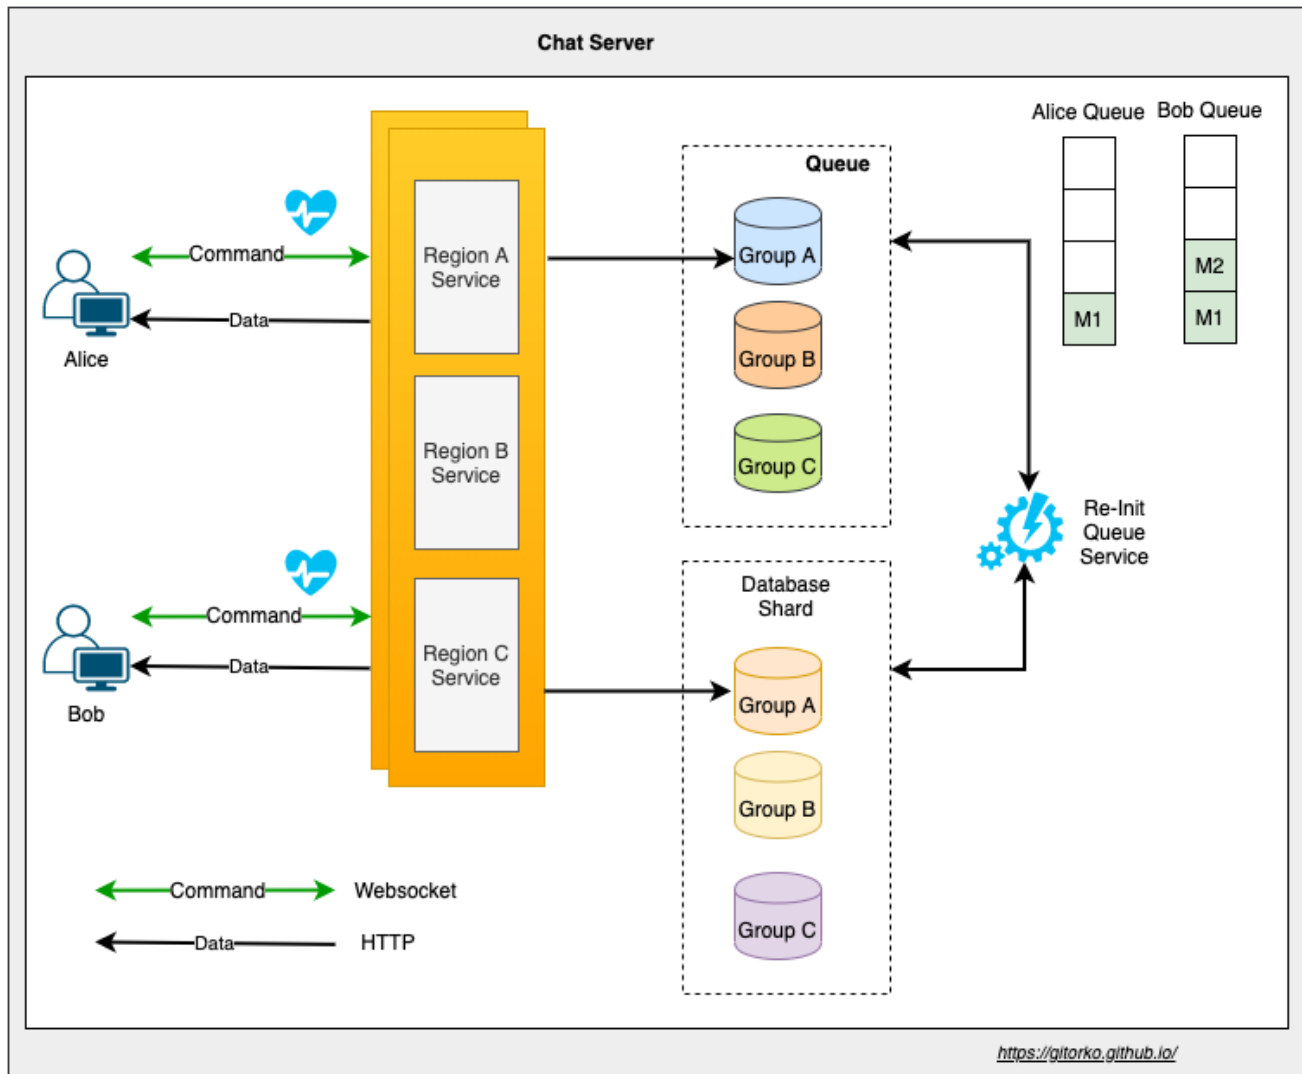 Chat Server
Alice Queue
Bob Queue
Queue
Command
Region A
Service
Group A
M2
Data
M1
M1
Alice
Group B
Region B
Service
Group C
Re-Init
Queue
Service
Database
Shard
Command
Region C
Service
Data
Group A
Bob
Group B
Command
Websocket
Data
HTTP
Group C
https://gitorko.github.io/